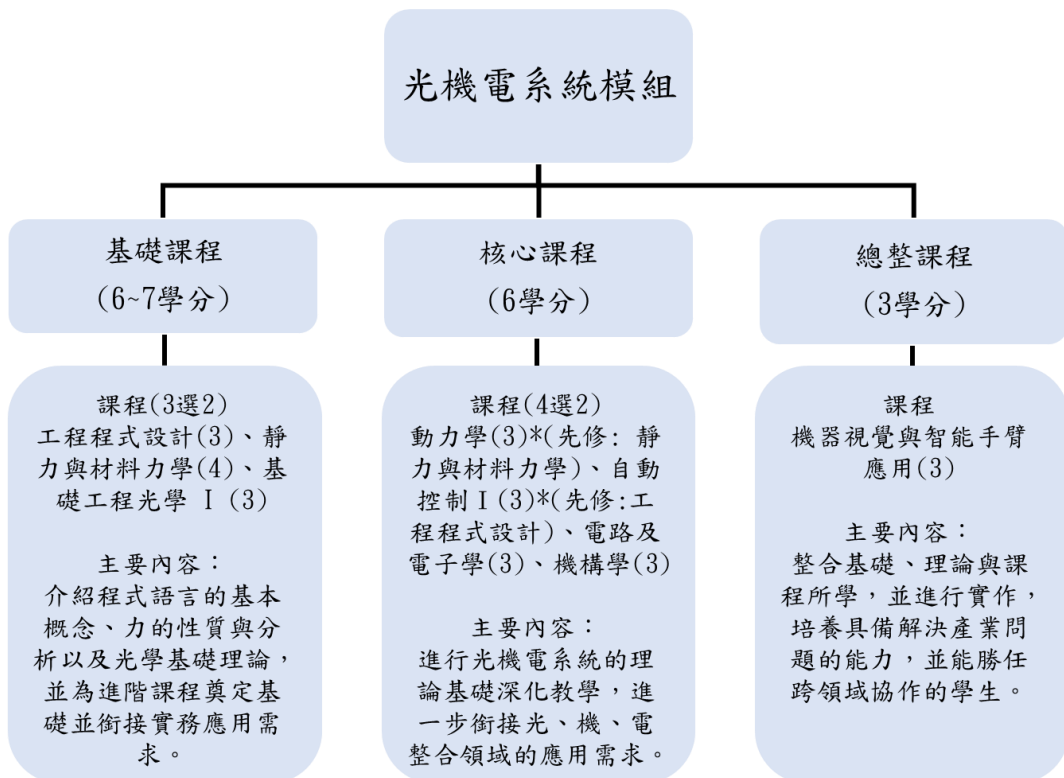 光機電系統模組
基礎課程
(6~7學分)
核心課程
(6學分)
總整課程
(3學分)
課程(3選2)
工程程式設計(3)、靜
力與材料力學(4)、基
礎工程光學 I (3)
主要內容：
介紹程式語言的基本
概念、力的性質與分
析以及光學基礎理論，
並為進階課程奠定基
礎並銜接實務應用需
求。
課程(4選2)
動力學(3)*(先修: 靜
力與材料力學)、自動
控制 I (3)*(先修:工
程程式設計)、電路及
電子學(3)、機構學(3)
主要內容：
進行光機電系統的理
論基礎深化教學，進
一步銜接光、機、電
整合領域的應用需求。
課程
機器視覺與智能手臂
應用(3)
主要內容：
整合基礎、理論與課
程所學，並進行實作，
培養具備解決產業問
題的能力，並能勝任
跨領域協作的學生。